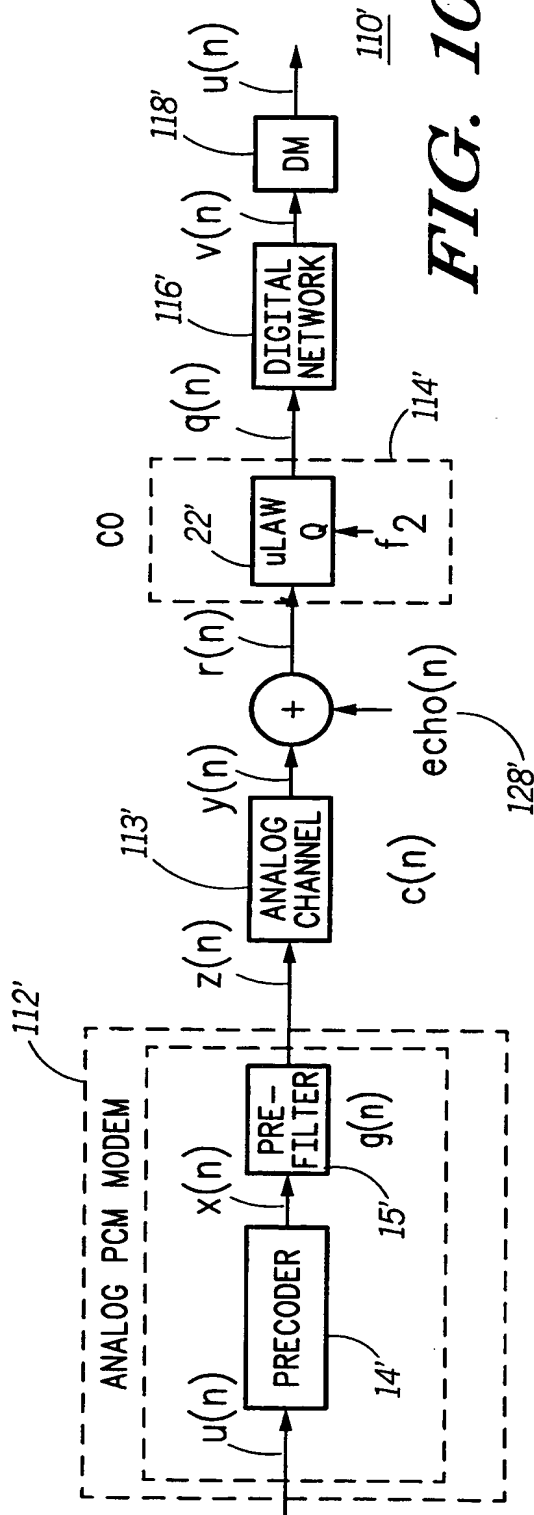 112'
ANALOG PCM MODEM
u(n)
PRECODER
14'
x(n)
PRE-
FILTER
g(n)
15'
z(n)
113'
ANALOG
CHANNEL
c(n)
y(n)
+
echo(n)
128'
r(n)
CO
22'
uLAW
Q
f2
114'
q(n)
116'
DIGITAL
NETWORK
v(n)
118'
DM
u(n)
110'
FIG. 10